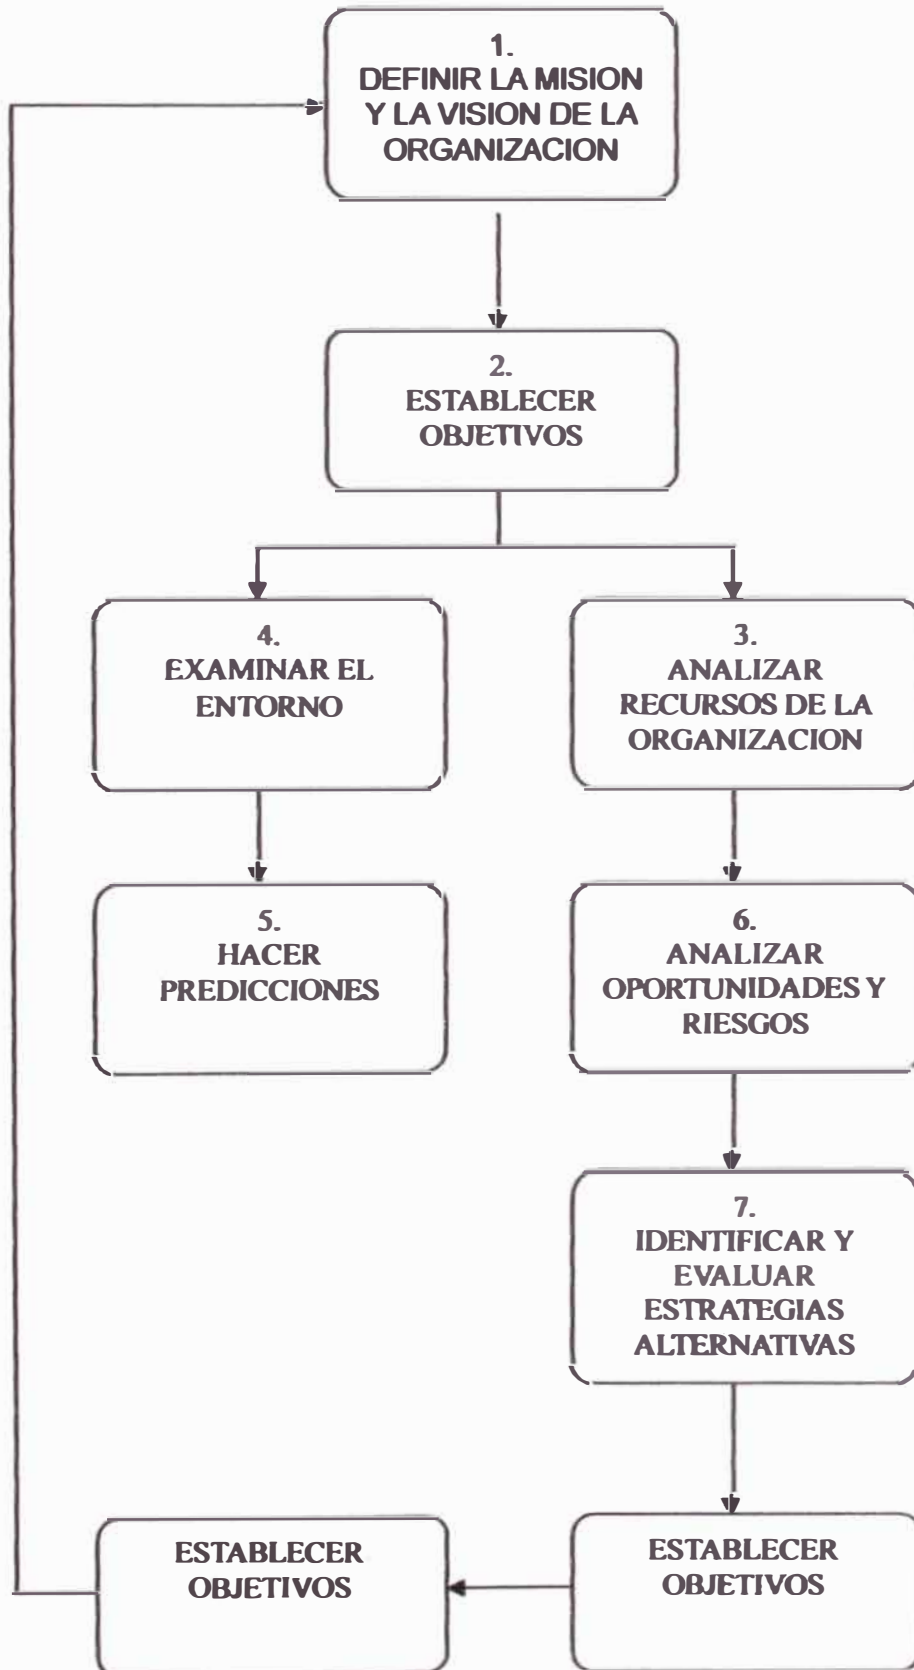 1.
DEFINIR LA MISION
Y LA VISION DE LA
ORGANIZACION
2.
ESTABLECER
OBJETIVOS
4.
EXAMINAR EL
ENTORNO
3.
ANALIZAR
RECURSOS DE LA
ORGANIZACION
5.
HACER
PREDICCIONES
6.
ANALIZAR
OPORTUNIDADES Y
RIESGOS
7.
IDENTIFICAR Y
EVALUAR
ESTRATEGIAS
ALTERNATIVAS
ESTABLECER
OBJETIVOS
ESTABLECER
OBJETIVOS